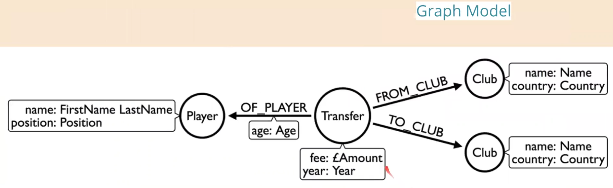 Graph Model
Player
name: FirstName LastName
position: Position
OF_PLAYER
age: Age
Transfer
fee: £Amount
year: Year
FROM_CLUB
Club
name: Name
country: Country
TO_CLUB
Club
name: Name
country: Country